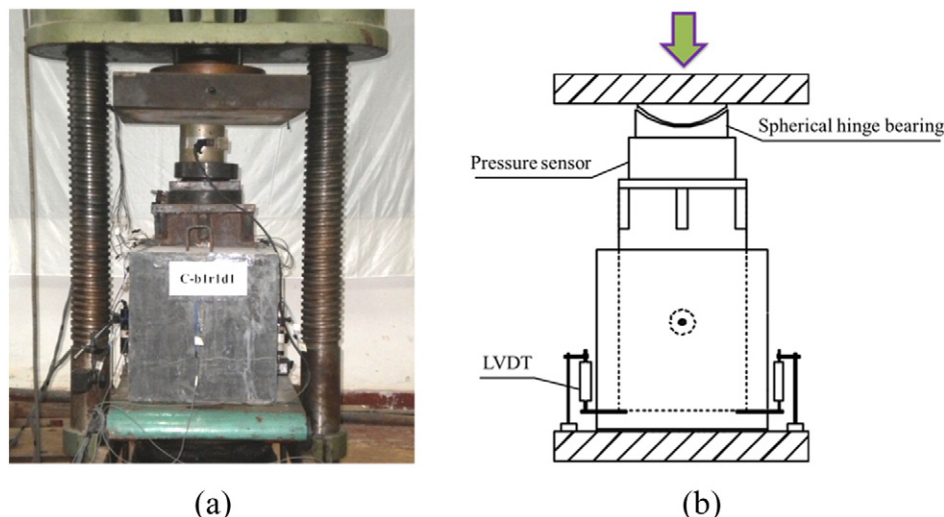 C-b1r1d1
Spherical hinge bearing
Pressure sensor
LVDT
(a)
(b)